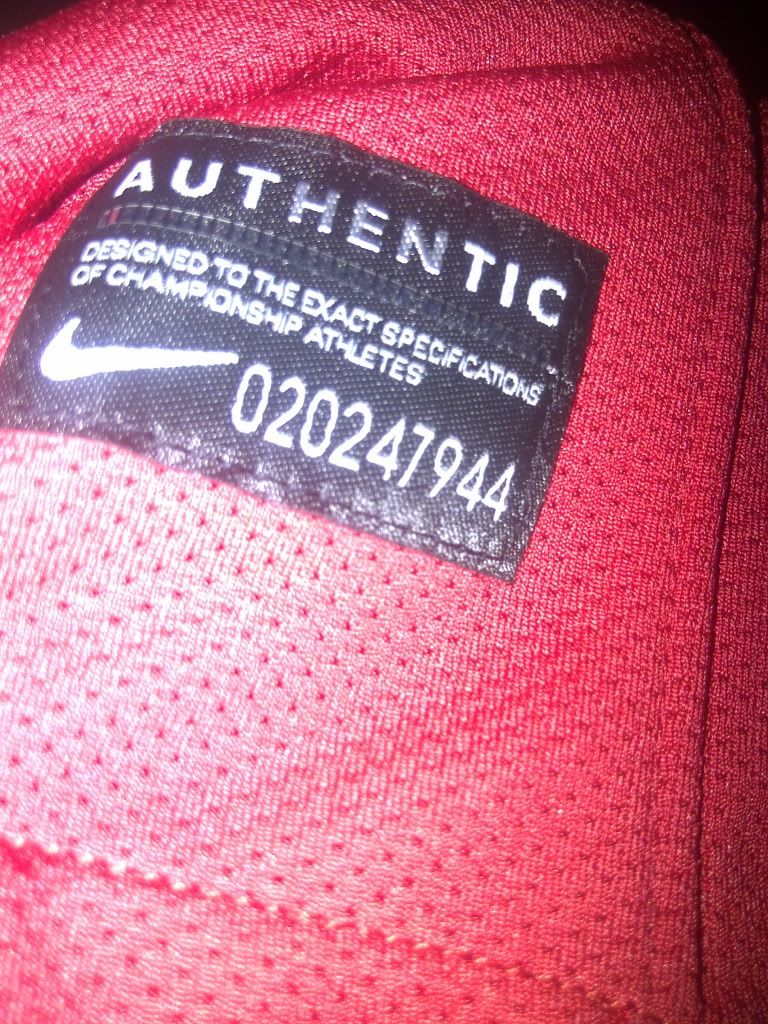 AUTHENTIC
DESIGNED TO THE EXACT SPECIFICATIONS
OF CHAMPIONSHIP ATHLETES
020247944